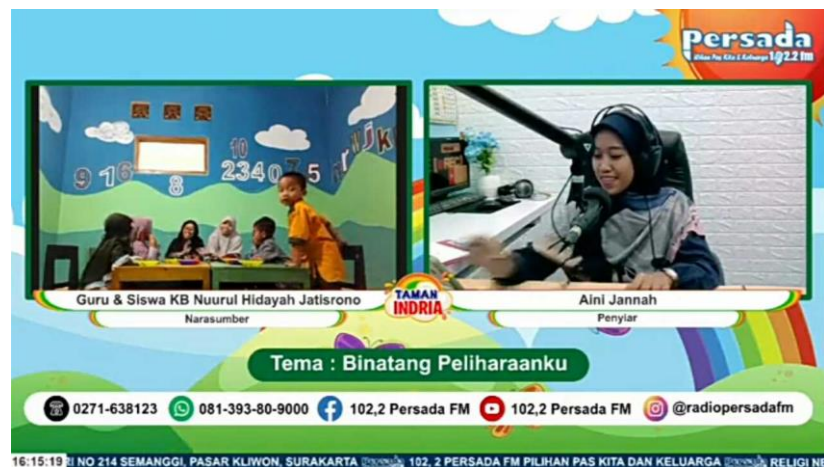 Persada
102.2 fm
10
9 16 8 2340 5
Guru & Siswa KB Nuurul Hidayah Jatisrono
Narasumber
TAMAN
INDRIA
Aini Jannah
Penyiar
Tema : Binatang Peliharaanku
0271-638123
081-393-80-9000
102,2 Persada FM
102,2 Persada FM
@radiopersadafm
16:15:19
NO 214 SEMANGGI, PASAR KLIWON, SURAKARTA
102, 2 PERSADA FM PILIHAN PAS KITA DAN KELUARGA
RELIGI